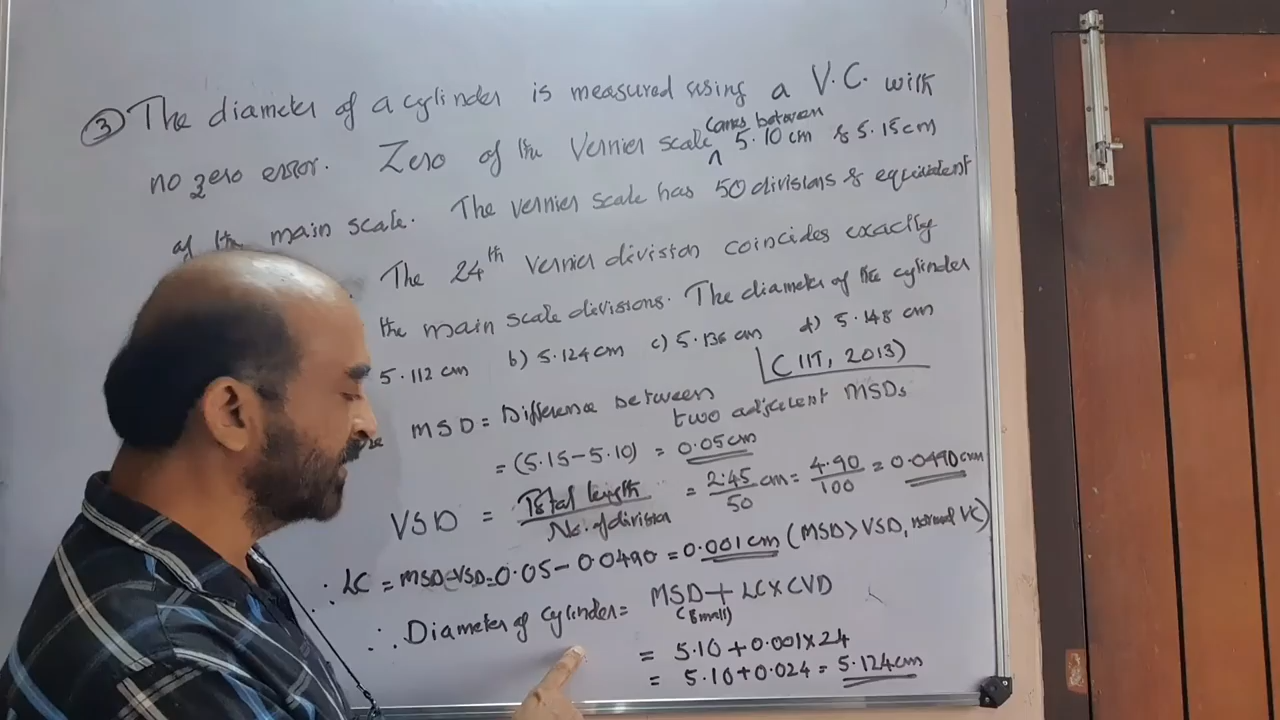 ③ The diameter of a cylinder is measured using a V.C. with
no zero error. Zero of the Vernier scale comes between 5.10 cm & 5.15 cm
of the main scale. The vernier scale has 50 divisions & equivalent
The 24th Vernier division coincides exactly
the main scale divisions. The diameter of the cylinder
5.112 cm b) 5.124 cm c) 5.136 cm d) 5.148 cm
(IIT, 2013)
MSD = Difference between
two adjacent MSDs
= (5.15-5.10) = 0.05 cm
VSD = Total length / No. of division = 2.45/50 cm = 4.90/100 = 0.0490 cm
∴ LC = MSD-VSD = 0.05-0.0490 = 0.001 cm (MSD>VSD, normal VC)
∴ Diameter of cylinder = MSD + LC×CVD
(Small)
= 5.10+0.001×24
= 5.10+0.024 = 5.124 cm